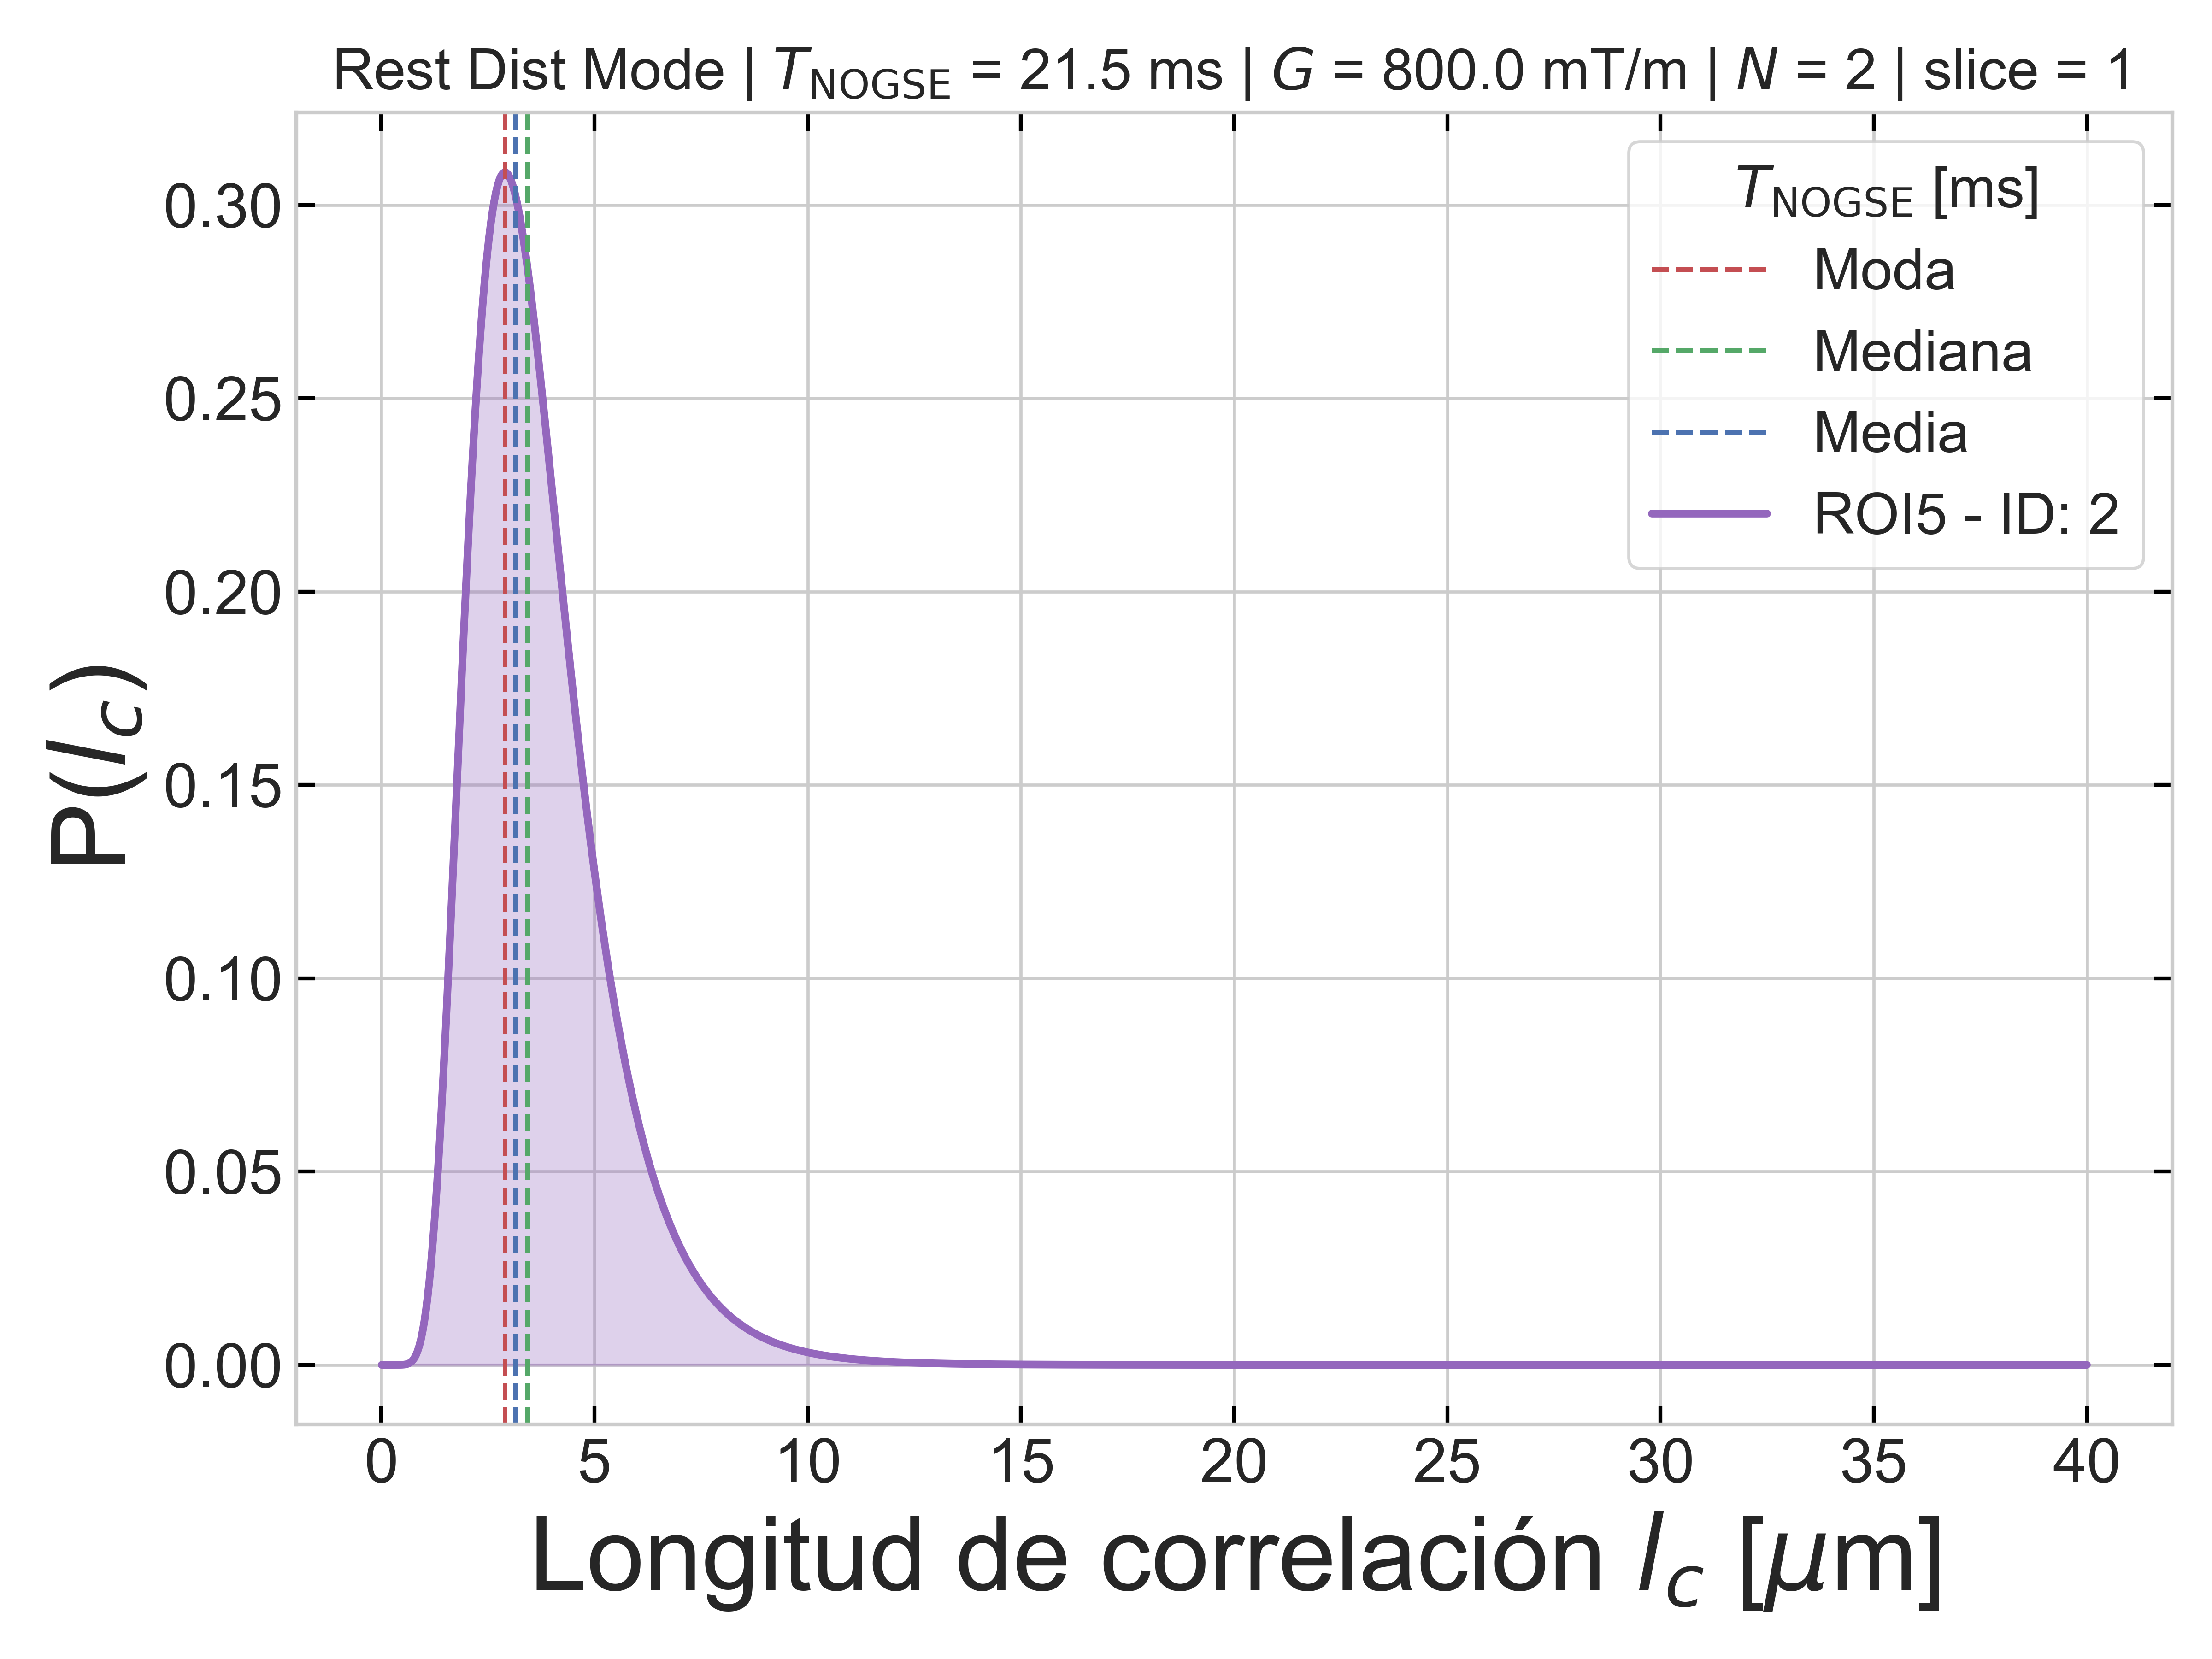 Rest Dist Mode | T_NOGSE = 21.5 ms | G = 800.0 mT/m | N = 2 | slice = 1
T_NOGSE [ms]
Moda
Mediana
Media
ROI5 - ID: 2
P(l_c)
0.30
0.25
0.20
0.15
0.10
0.05
0.00
0 5 10 15 20 25 30 35 40
Longitud de correlación l_c [μm]